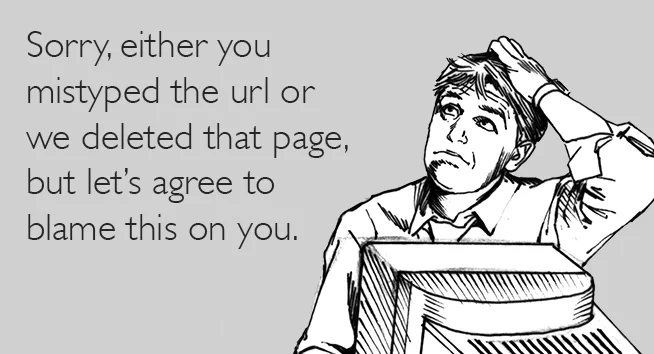 Sorry, either you
mistyped the url or
we deleted that page,
but let's agree to
blame this on you.